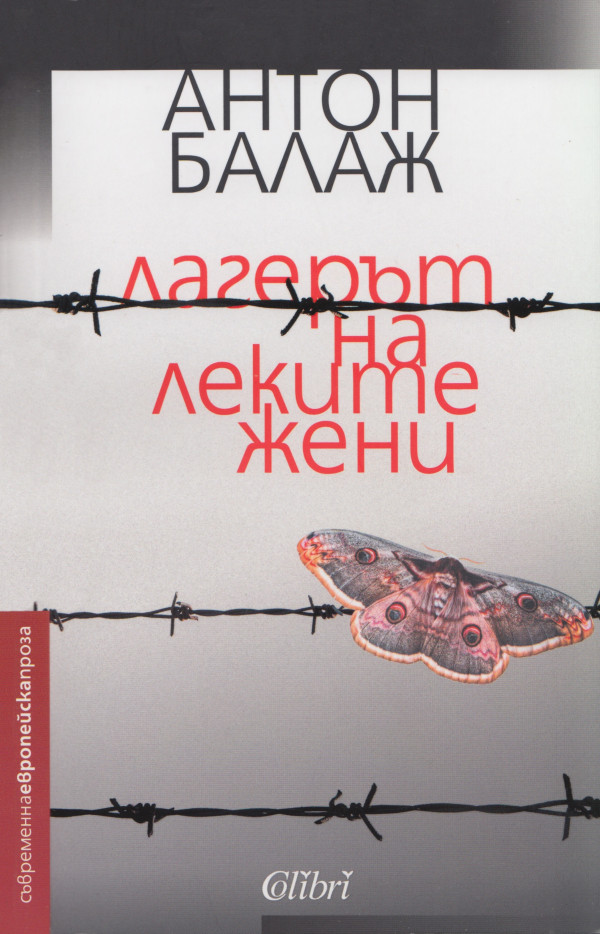 АНТОН
БАЛАЖ
лагерът
на
леките
жени
съвременнаевропейскапроза
Colibri